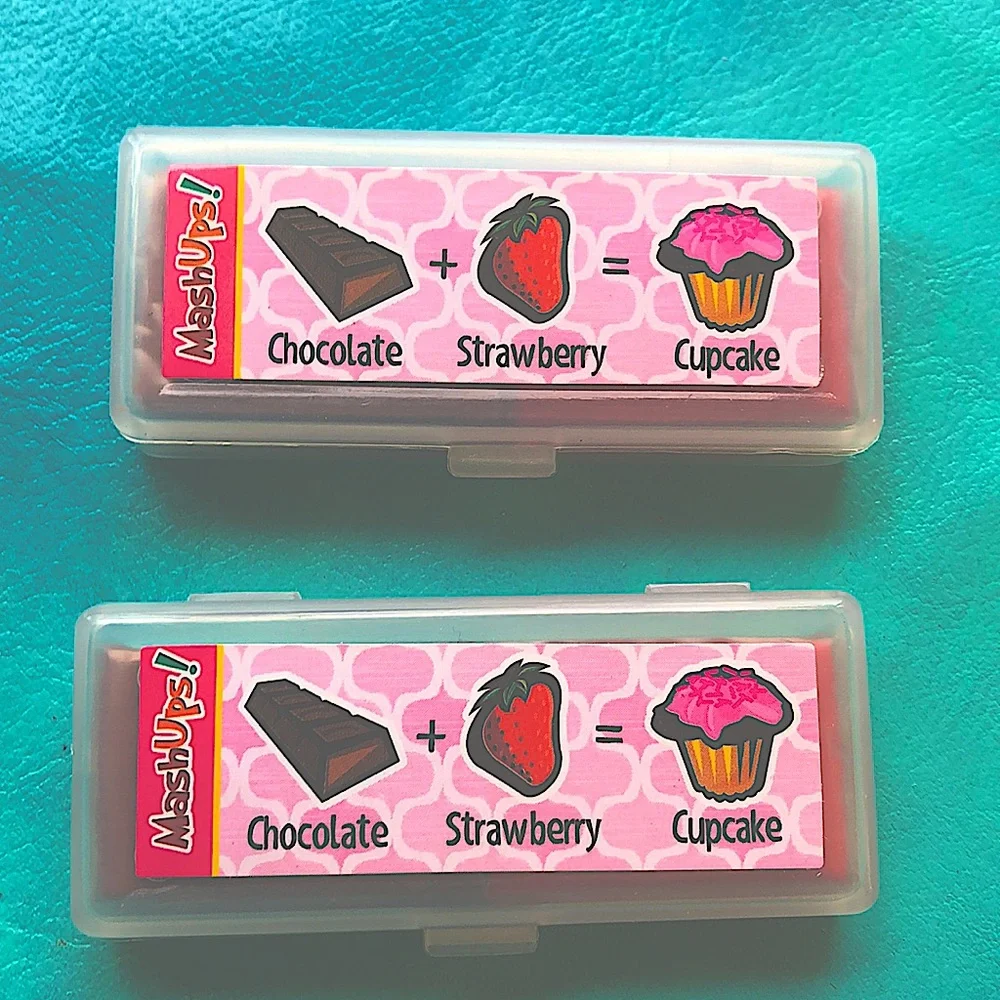 MashUps!
+ =
Chocolate Strawberry Cupcake
MashUps!
+ =
Chocolate Strawberry Cupcake